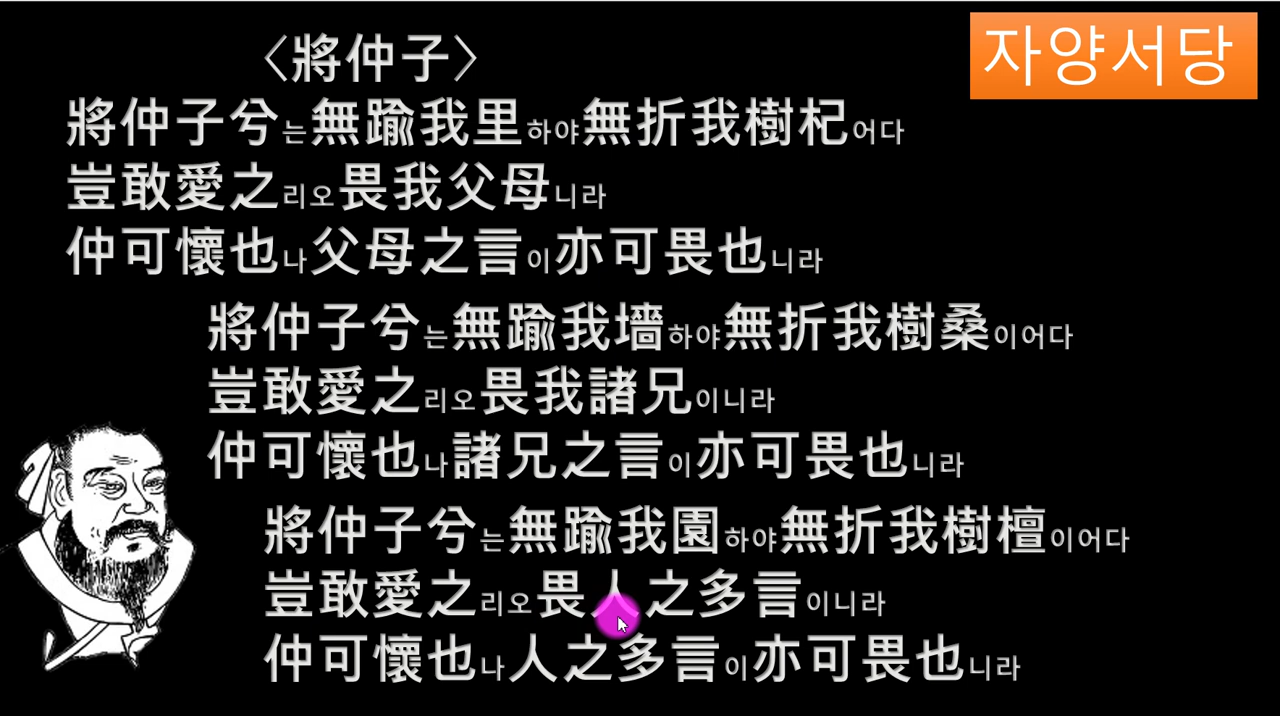 〈將仲子〉
자양서당
將仲子兮는無踰我里하야無折我樹杞어다
豈敢愛之리오畏我父母니라
仲可懷也나父母之言이亦可畏也니라
將仲子兮는無踰我墻하야無折我樹桑이어다
豈敢愛之리오畏我諸兄이니라
仲可懷也나諸兄之言이亦可畏也니라
將仲子兮는無踰我園하야無折我樹檀이어다
豈敢愛之리오畏人之多言이니라
仲可懷也나人之多言이亦可畏也니라